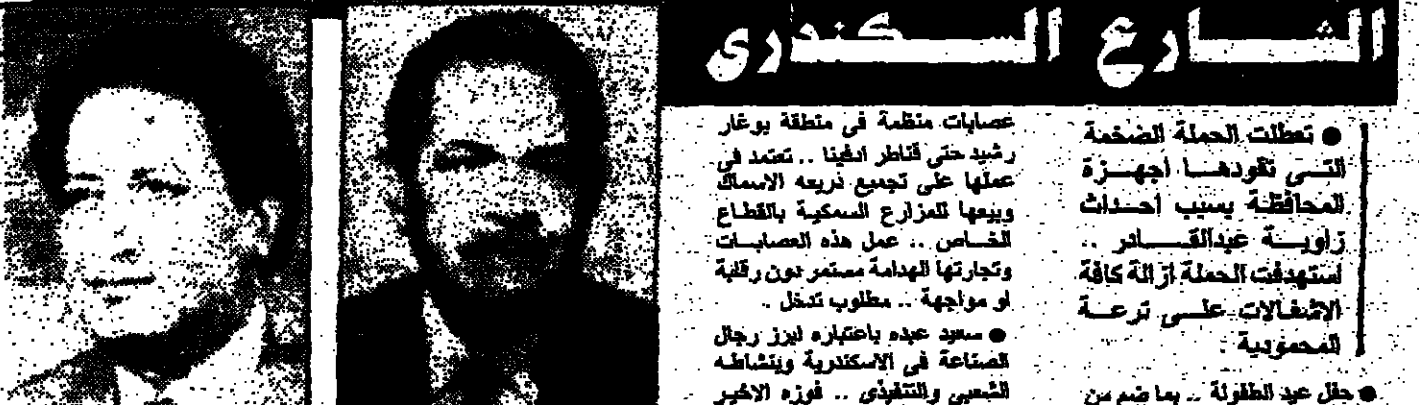 الشارع السكندرى
● تعطلت الحملة الضخمة
التى تقودها اجهزة
المحافظة بسبب احداث
زاوية عبدالقادر ..
استهدفت الحملة ازالة كافة
الاشغالات على ترعة
المحمودية .
● حفل عيد الطفولة .. بما ضم من
عصابات منظمة فى منطقة بوغاز
رشيد حتى قناطر ادفينا .. تعتمد فى
عملها على تجميع ذريعه الاسماك
وبيعها للمزارع السمكية بالقطاع
الخاص .. عمل هذه العصابات
وتجارتها الهدامة مستمر دون رقابة
او مواجهة .. مطلوب تدخل .
● سعيد عبده باعتباره ابرز رجال
الصناعة فى الاسكندرية وبنشاطه
الشعبى والتنفيذى .. فوزه الاخير